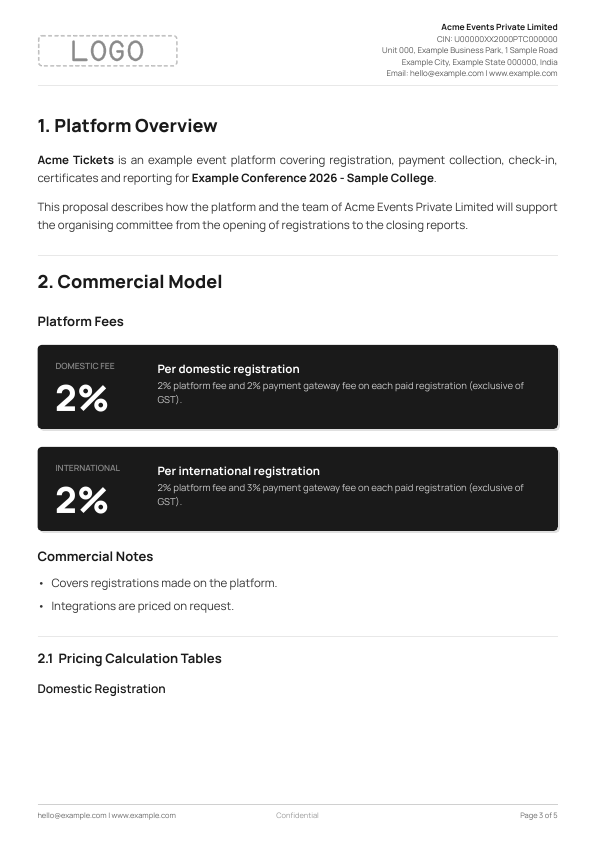 LOGO
Acme Events Private Limited
CIN: U00000XX2000PTC000000
Unit 000, Example Business Park, 1 Sample Road
Example City, Example State 000000, India
Email: hello@example.com | www.example.com
1. Platform Overview
Acme Tickets is an example event platform covering registration, payment collection, check-in,
certificates and reporting for Example Conference 2026 - Sample College.
This proposal describes how the platform and the team of Acme Events Private Limited will support
the organising committee from the opening of registrations to the closing reports.
2. Commercial Model
Platform Fees
DOMESTIC FEE
2%
Per domestic registration
2% platform fee and 2% payment gateway fee on each paid registration (exclusive of
GST).
INTERNATIONAL
2%
Per international registration
2% platform fee and 3% payment gateway fee on each paid registration (exclusive of
GST).
Commercial Notes
• Covers registrations made on the platform.
• Integrations are priced on request.
2.1 Pricing Calculation Tables
Domestic Registration
hello@example.com | www.example.com
Confidential
Page 3 of 5